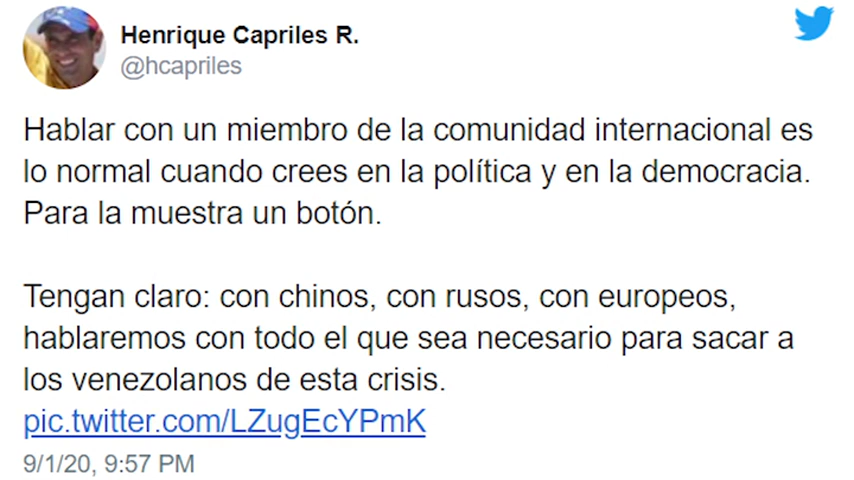 Henrique Capriles R.
@hcapriles
Hablar con un miembro de la comunidad internacional es
lo normal cuando crees en la política y en la democracia.
Para la muestra un botón.
Tengan claro: con chinos, con rusos, con europeos,
hablaremos con todo el que sea necesario para sacar a
los venezolanos de esta crisis.
pic.twitter.com/LZugEcYPmK
9/1/20, 9:57 PM